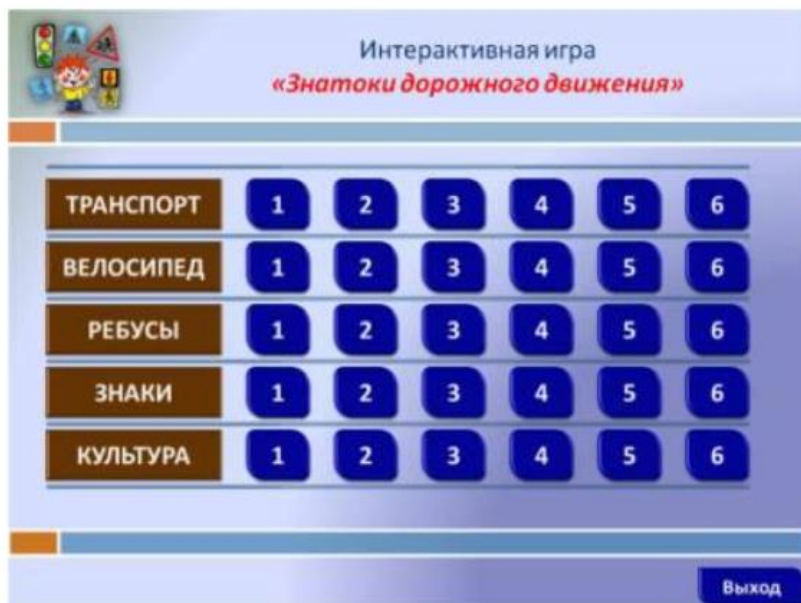 Интерактивная игра
«Знатоки дорожного движения»
ТРАНСПОРТ 1 2 3 4 5 6
ВЕЛОСИПЕД 1 2 3 4 5 6
РЕБУСЫ 1 2 3 4 5 6
ЗНАКИ 1 2 3 4 5 6
КУЛЬТУРА 1 2 3 4 5 6
Выход